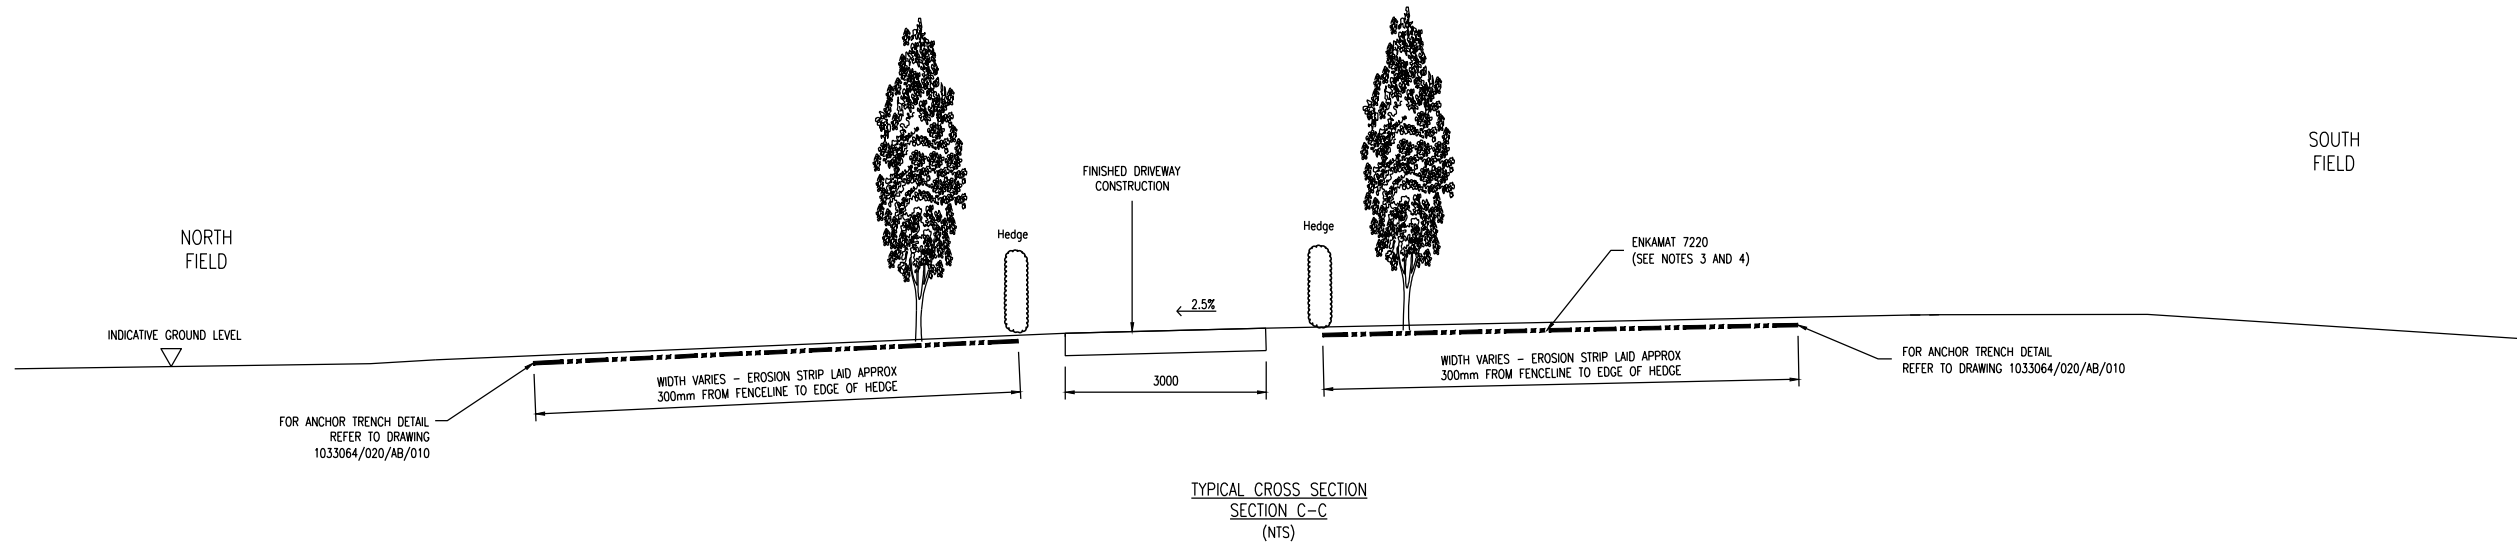 NORTH
FIELD
INDICATIVE GROUND LEVEL
FOR ANCHOR TRENCH DETAIL
REFER TO DRAWING
1033064/020/AB/010
WIDTH VARIES - EROSION STRIP LAID APPROX
300mm FROM FENCELINE TO EDGE OF HEDGE
Hedge
FINISHED DRIVEWAY
CONSTRUCTION
2.5%
3000
Hedge
WIDTH VARIES - EROSION STRIP LAID APPROX
300mm FROM FENCELINE TO EDGE OF HEDGE
ENKAMAT 7220
(SEE NOTES 3 AND 4)
FOR ANCHOR TRENCH DETAIL
REFER TO DRAWING 1033064/020/AB/010
SOUTH
FIELD
TYPICAL CROSS SECTION
SECTION C-C
(NTS)